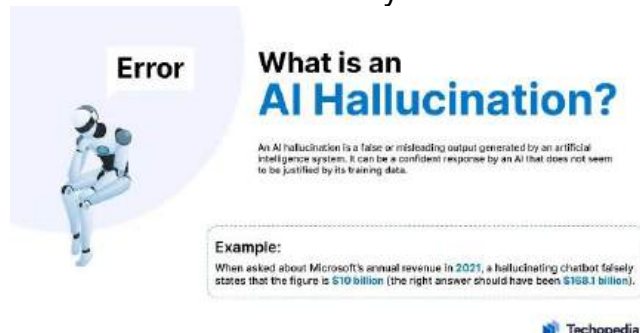 Error
What is an
AI Hallucination?
An AI hallucination is a false or misleading output generated by an artificial
intelligence system. It can be a confident response by an AI that does not seem
to be justified by its training data.
Example:
When asked about Microsoft's annual revenue in 2021, a hallucinating chatbot falsely
states that the figure is $10 billion (the right answer should have been $168.1 billion).
Techopedia